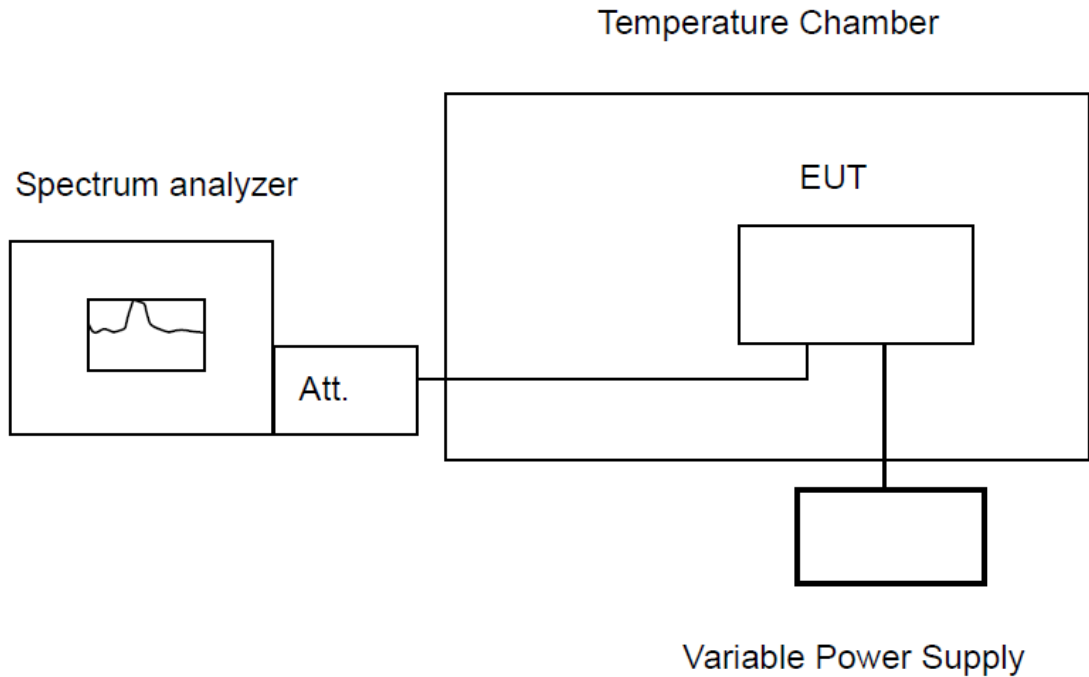 Temperature Chamber
Spectrum analyzer
EUT
Att.
Variable Power Supply